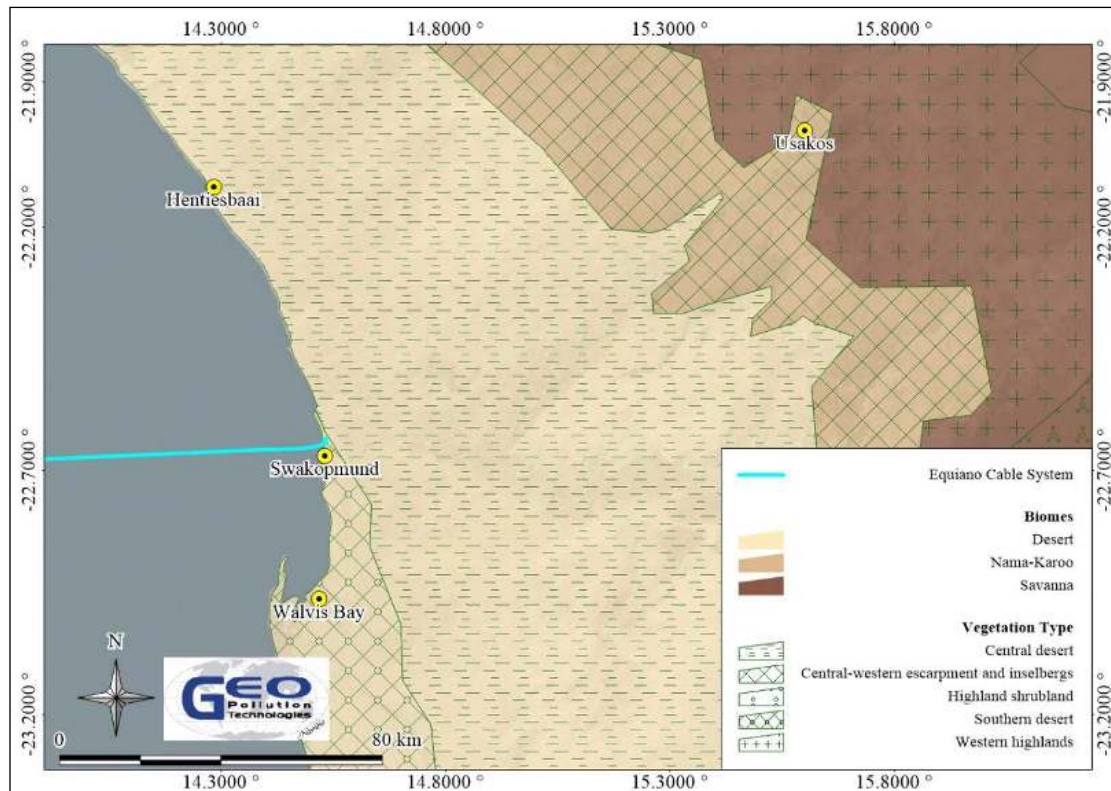 14.3000 ° 14.8000 ° 15.3000 ° 15.8000 °
-21.9000 ° -21.9000 °
Usakos
Hentiesbaai
-22.2000 ° -22.2000 °
Swakopmund
-22.7000 ° -22.7000 °
Equiano Cable System
Biomes
Desert
Nama-Karoo
Savanna
Walvis Bay
Vegetation Type
Central desert
Central-western escarpment and inselbergs
Highland shrubland
Southern desert
Western highlands
N
GEO
Pollution
Technologies
-23.2000 ° -23.2000 °
0 80 km
14.3000 ° 14.8000 ° 15.3000 ° 15.8000 °